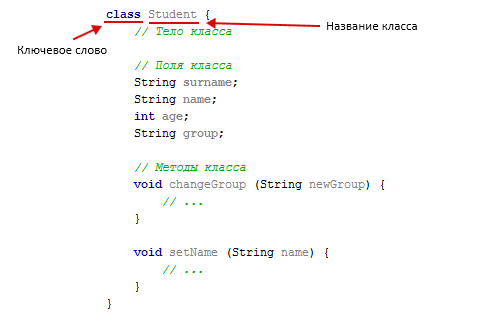 class Student {
Название класса
Ключевое слово
// Тело класса
// Поля класса
String surname;
String name;
int age;
String group;
// Методы класса
void changeGroup (String newGroup) {
// ...
}
void setName (String name) {
// ...
}
}